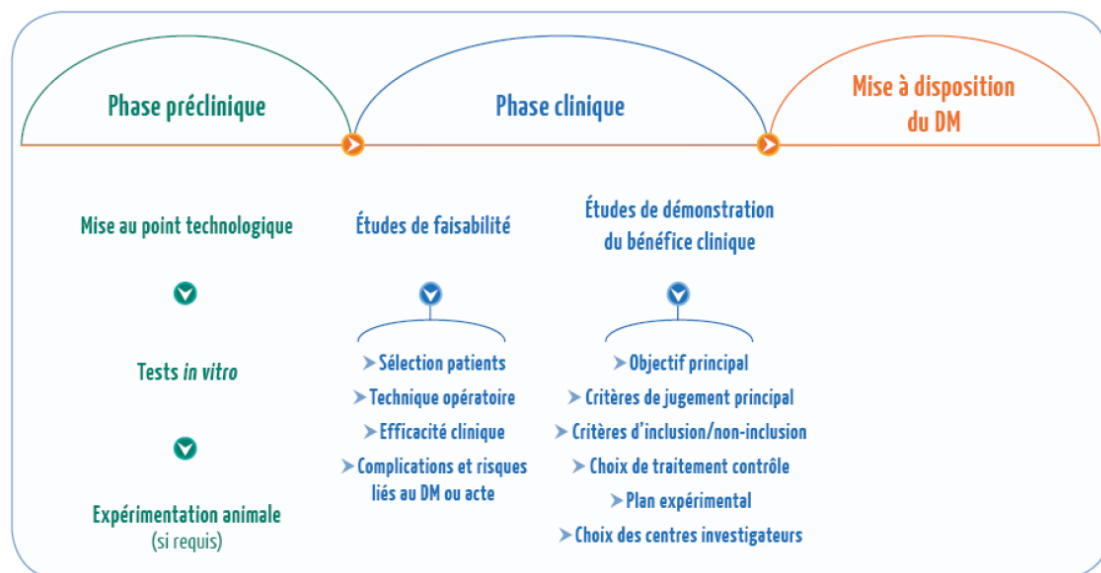 Phase préclinique
Phase clinique
Mise à disposition
du DM
Mise au point technologique
Tests in vitro
Expérimentation animale
(si requis)
Études de faisabilité
Sélection patients
Technique opératoire
Efficacité clinique
Complications et risques
liés au DM ou acte
Études de démonstration
du bénéfice clinique
Objectif principal
Critères de jugement principal
Critères d'inclusion/non-inclusion
Choix de traitement contrôle
Plan expérimental
Choix des centres investigateurs